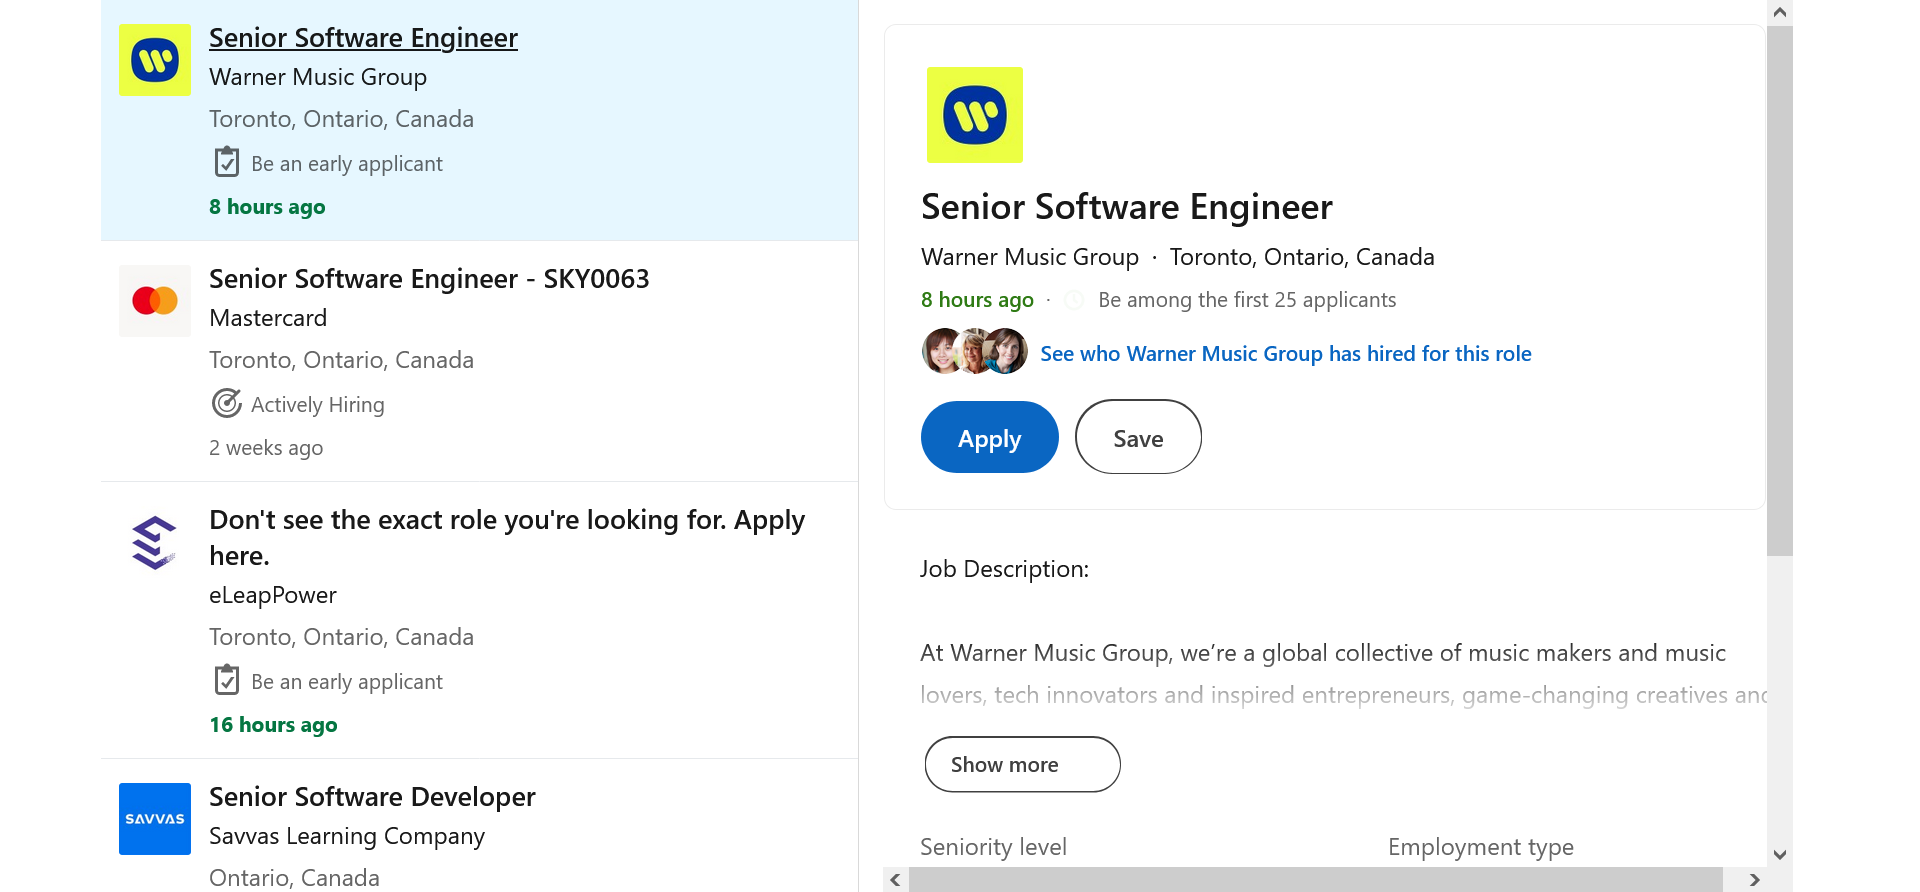 Senior Software Engineer
Warner Music Group
Toronto, Ontario, Canada
Be an early applicant
8 hours ago
Senior Software Engineer - SKY0063
Mastercard
Toronto, Ontario, Canada
Actively Hiring
2 weeks ago
Don't see the exact role you're looking for. Apply
here.
eLeapPower
Toronto, Ontario, Canada
Be an early applicant
16 hours ago
SAVVAS
Senior Software Developer
Savvas Learning Company
Ontario, Canada
Senior Software Engineer
Warner Music Group · Toronto, Ontario, Canada
8 hours ago · Be among the first 25 applicants
See who Warner Music Group has hired for this role
Apply
Save
Job Description:
At Warner Music Group, we’re a global collective of music makers and music
lovers, tech innovators and inspired entrepreneurs, game-changing creatives and
Show more
Seniority level
Employment type